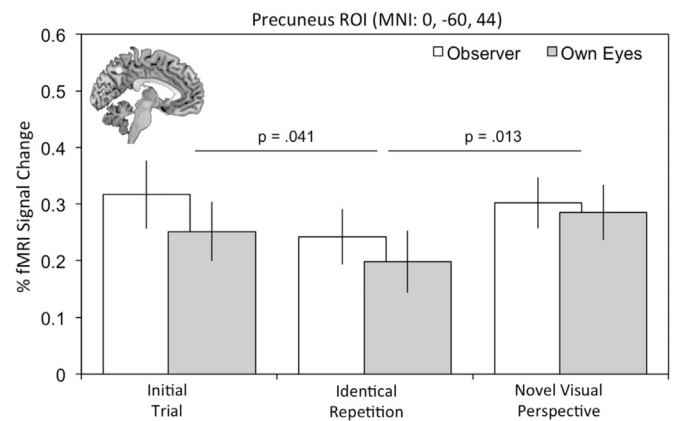 Precuneus ROI (MNI: 0, -60, 44)
% fMRI Signal Change
0.6
0.5
0.4
0.3
0.2
0.1
0
Observer
Own Eyes
p = .041
p = .013
Initial
Trial
Identical
Repetition
Novel Visual
Perspective